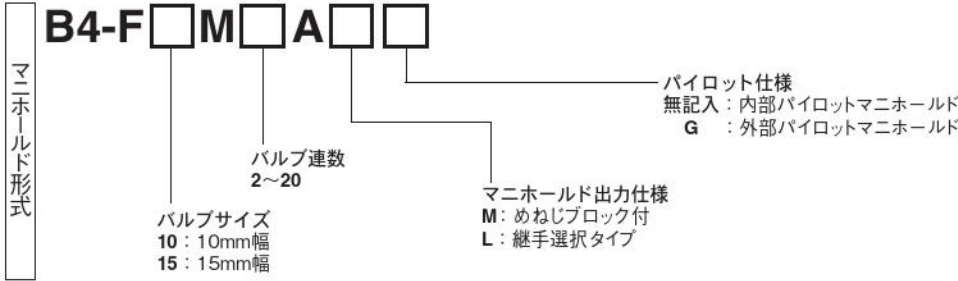 B4-F□M□A□□
マニホールド形式
パイロット仕様
無記入：内部パイロットマニホールド
G：外部パイロットマニホールド
バルブ連数
2～20
マニホールド出力仕様
M：めねじブロック付
L：継手選択タイプ
バルブサイズ
10：10mm幅
15：15mm幅